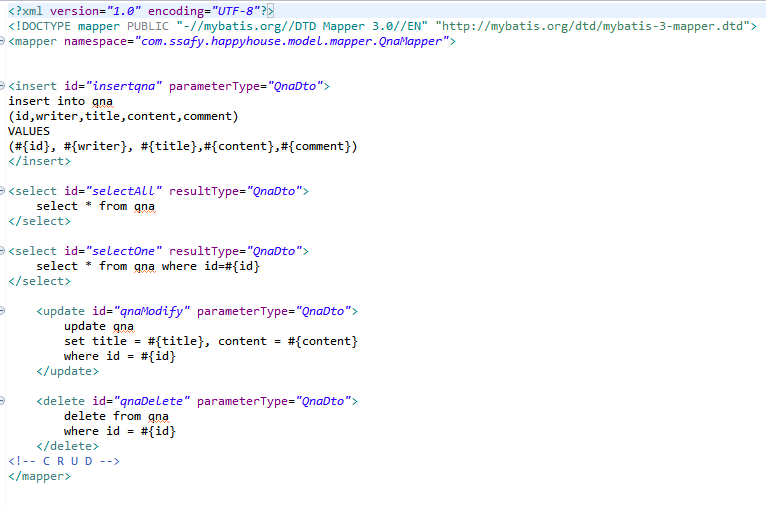 <?xml version="1.0" encoding="UTF-8"?>
<!DOCTYPE mapper PUBLIC "-//mybatis.org//DTD Mapper 3.0//EN" "http://mybatis.org/dtd/mybatis-3-mapper.dtd">
<mapper namespace="com.ssafy.happyhouse.model.mapper.QnaMapper">
<insert id="insertqna" parameterType="QnaDto">
insert into qna
(id,writer,title,content,comment)
VALUES
(#{id}, #{writer}, #{title},#{content},#{comment})
</insert>
<select id="selectAll" resultType="QnaDto">
select * from qna
</select>
<select id="selectOne" resultType="QnaDto">
select * from qna where id=#{id}
</select>
<update id="qnaModify" parameterType="QnaDto">
update qna
set title = #{title}, content = #{content}
where id = #{id}
</update>
<delete id="qnaDelete" parameterType="QnaDto">
delete from qna
where id = #{id}
</delete>
<!-- C R U D -->
</mapper>